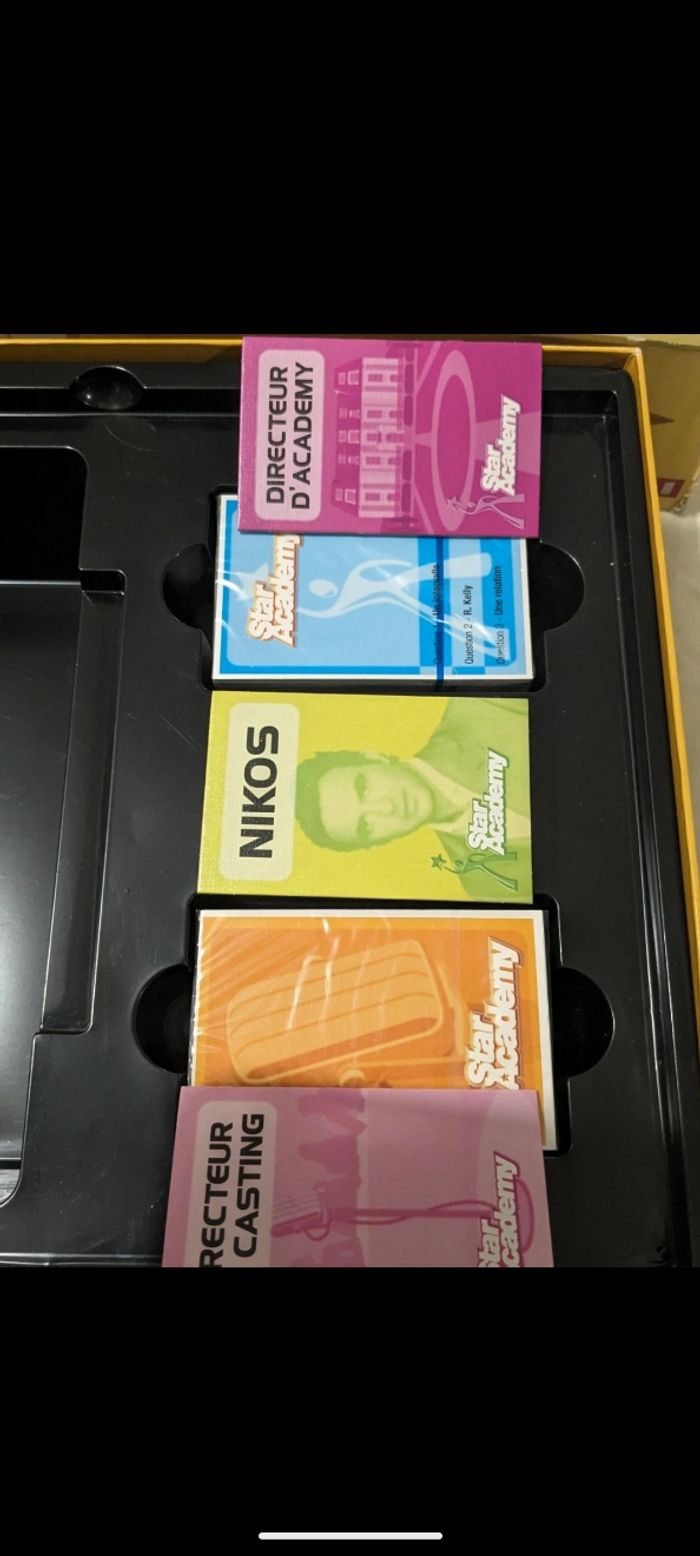 DIRECTEUR
D'ACADEMY
Star
Academy
Star
Academy
Question 2 - R. Kelly
Question 3 - Une relation
NIKOS
Star
Academy
Star
Academy
RECTEUR
CASTING
Star
Academy